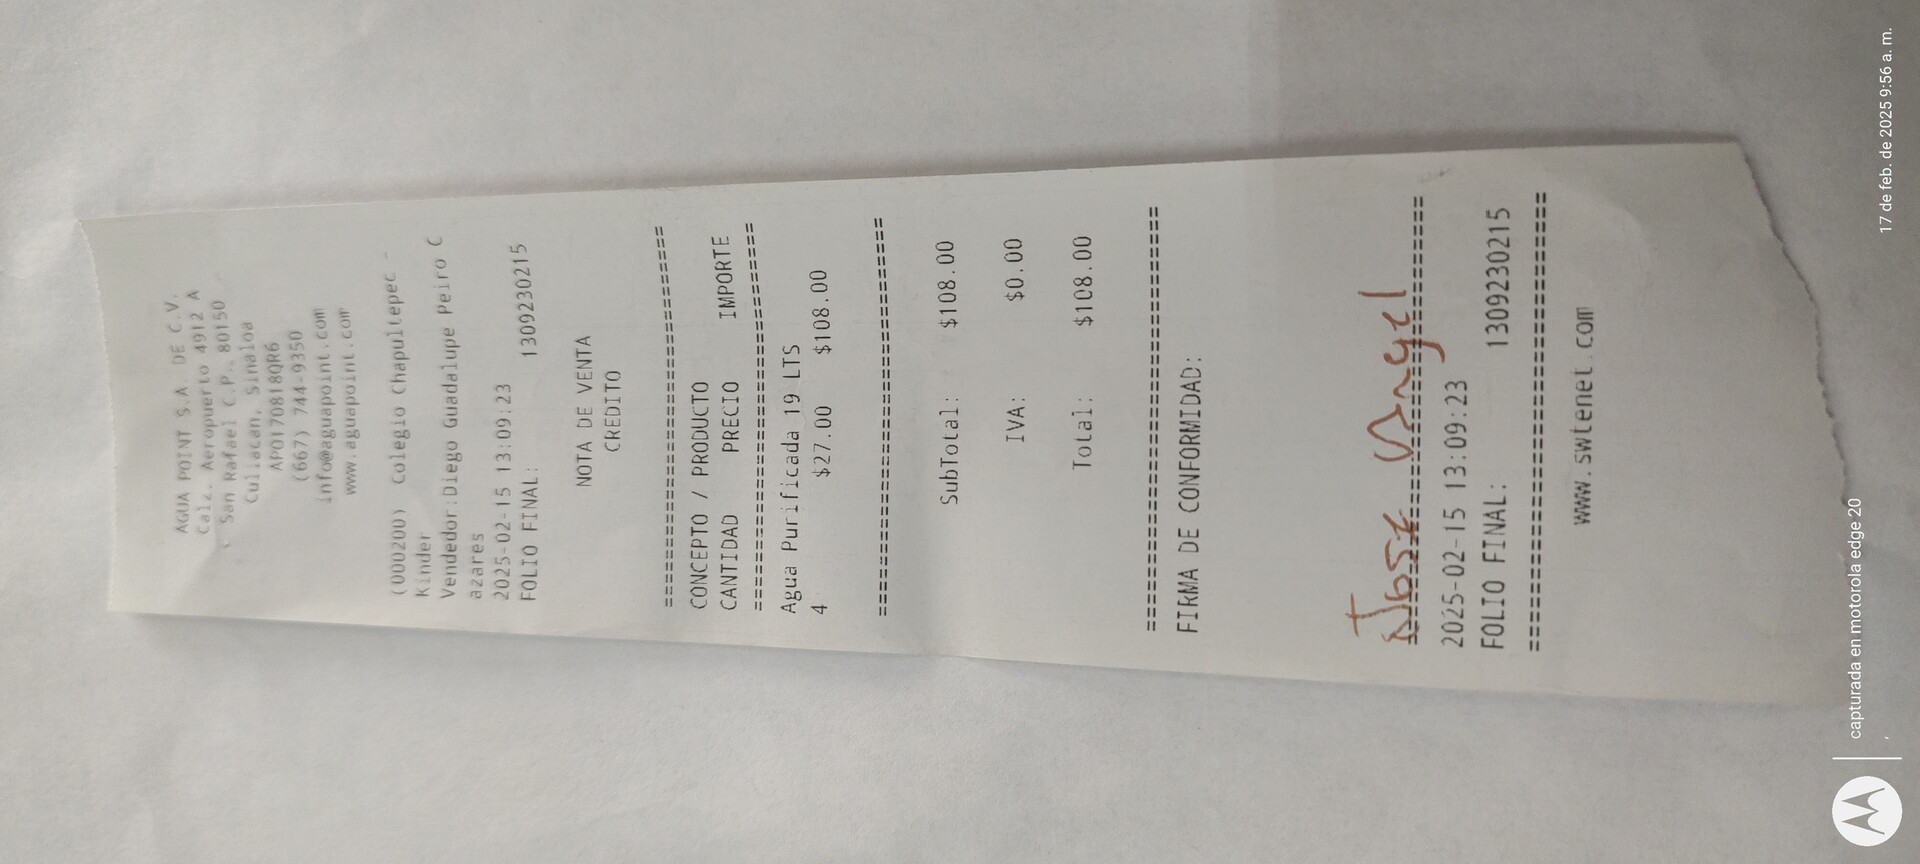 AGUA POINT S.A. DE C.V.
Calz. Aeropuerto 4912 A
San Rafael C.P. 80150
Culiacan, Sinaloa
APO170818QR6
(667) 744-9350
info@aguapoint.com
www.aguapoint.com
(000200) Colegio Chapultepec -
Kinder
Vendedor:Diego Guadalupe Peiro C
azares
2025-02-15 13:09:23
FOLIO FINAL: 1309230215
NOTA DE VENTA
CREDITO
================================
CONCEPTO / PRODUCTO
CANTIDAD PRECIO IMPORTE
================================
Agua Purificada 19 LTS
4 $27.00 $108.00
================================
SubTotal: $108.00
IVA: $0.00
Total: $108.00
================================
FIRMA DE CONFORMIDAD:
Jose Angel
================================
2025-02-15 13:09:23
FOLIO FINAL: 1309230215
================================
www.swtenet.com
capturada en motorola edge 20
17 de feb. de 2025 9:56 a. m.